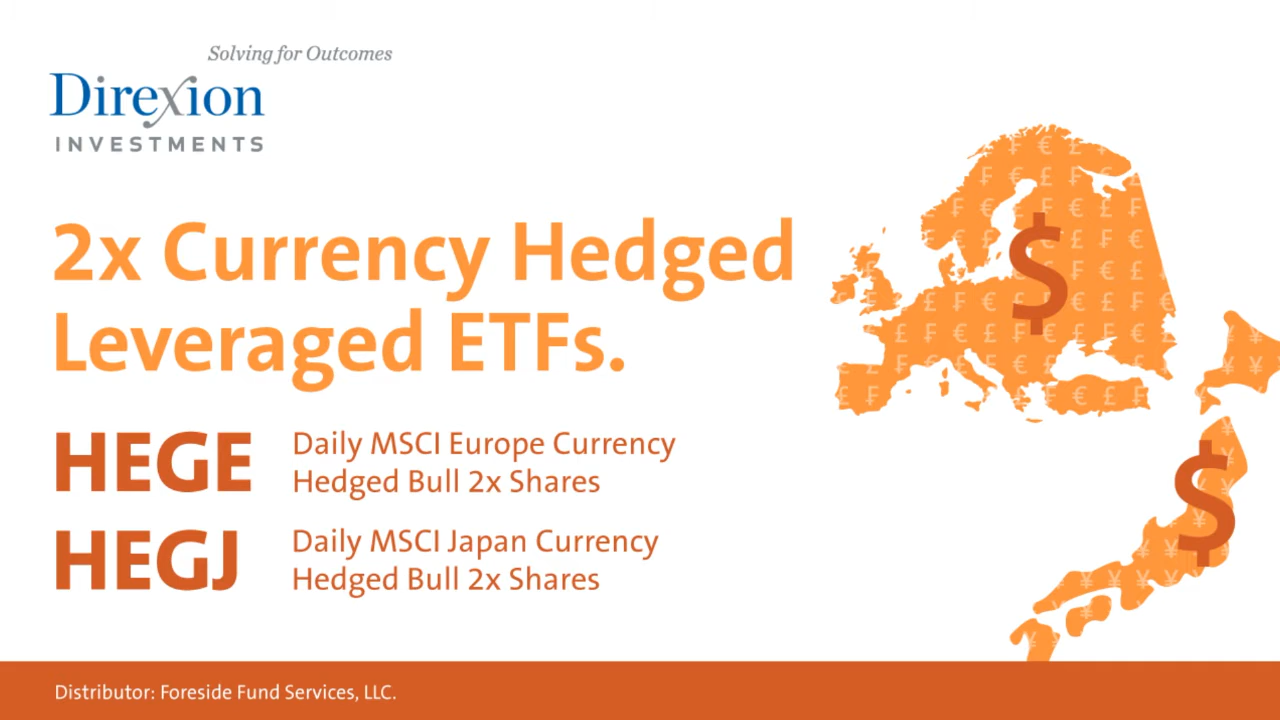 Solving for Outcomes
Direxion
INVESTMENTS
2x Currency Hedged
Leveraged ETFs.
HEGE
Daily MSCI Europe Currency
Hedged Bull 2x Shares
HEGJ
Daily MSCI Japan Currency
Hedged Bull 2x Shares
$
$
Distributor: Foreside Fund Services, LLC.